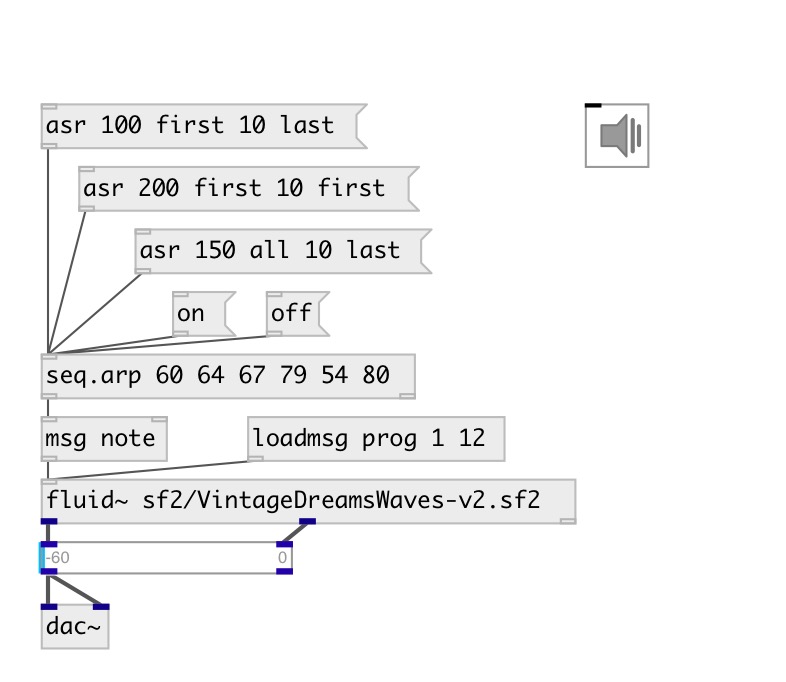 asr 100 first 10 last
asr 200 first 10 first
asr 150 all 10 last
on off
seq.arp 60 64 67 79 54 80
msg note loadmsg prog 1 12
fluid~ sf2/VintageDreamsWaves-v2.sf2
-60 0
dac~